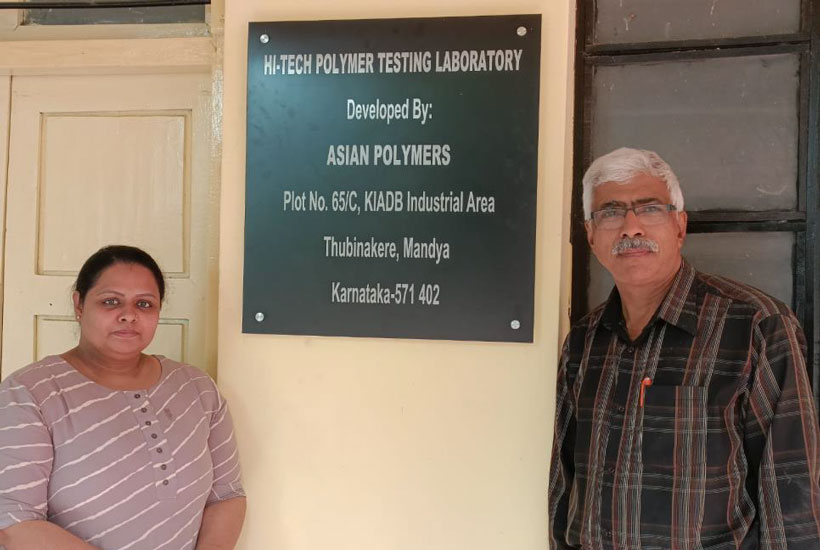 HI-TECH POLYMER TESTING LABORATORY
Developed By:
ASIAN POLYMERS
Plot No. 65/C, KIADB Industrial Area
Thubinakere, Mandya
Karnataka-571 402